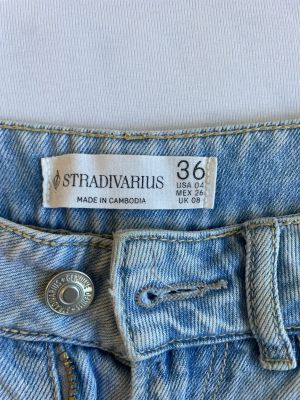 STRADIVARIUS
MADE IN CAMBODIA
36
USA 04
MEX 26
UK 08